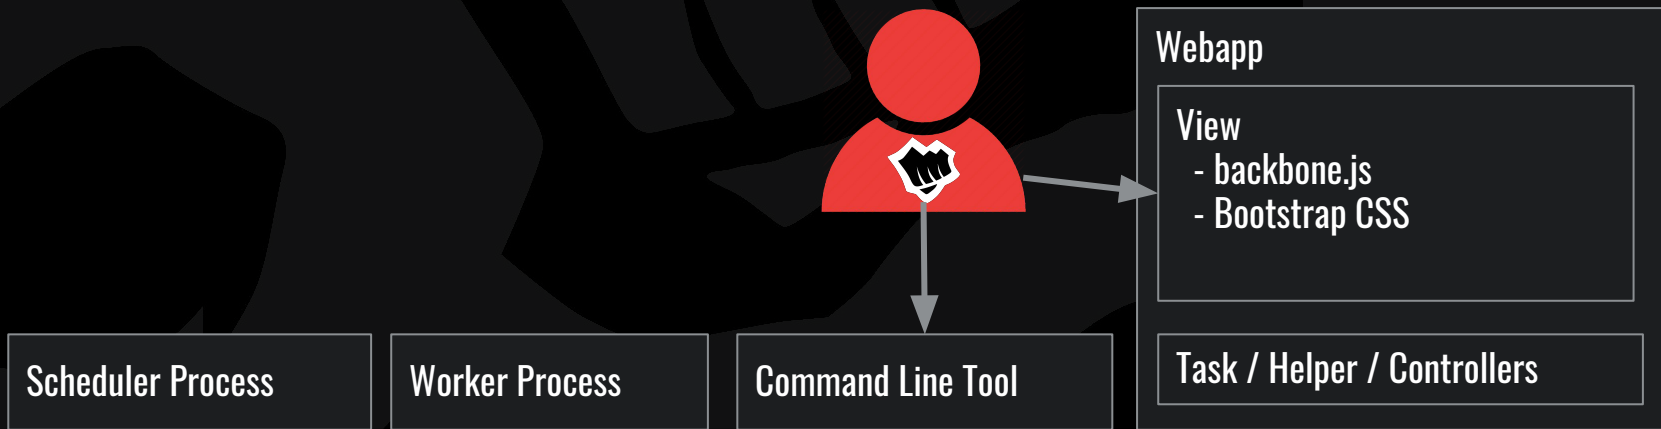 Webapp
View
- backbone.js
- Bootstrap CSS
Scheduler Process
Worker Process
Command Line Tool
Task / Helper / Controllers